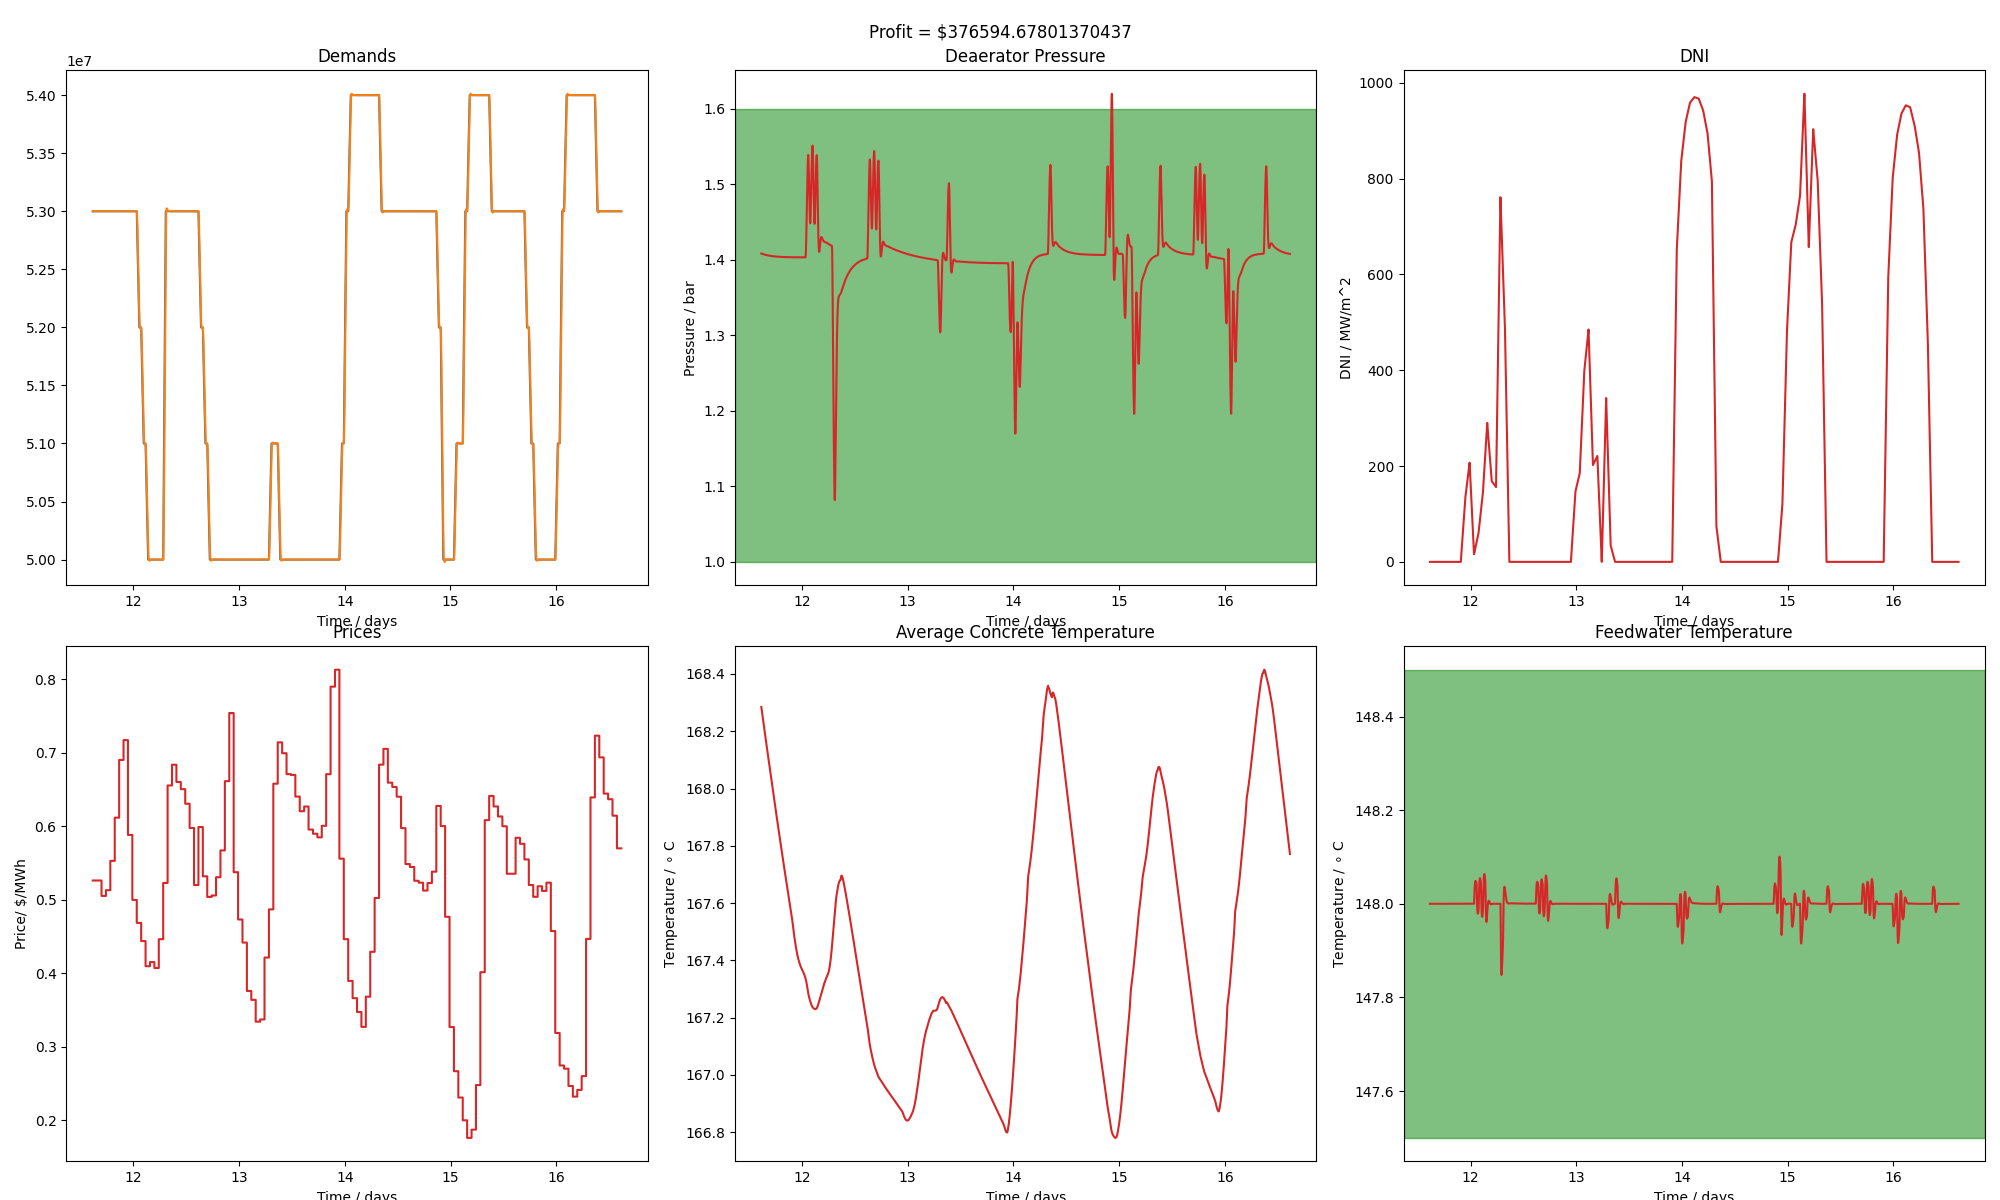 Profit = $376594.67801370437
Demands
1e7
5.40
5.35
5.30
5.25
5.20
5.15
5.10
5.05
5.00
12 13 14 15 16
Time / days
Deaerator Pressure
Pressure / bar
1.6
1.5
1.4
1.3
1.2
1.1
1.0
12 13 14 15 16
Time / days
DNI
DNI / MW/m^2
1000
800
600
400
200
0
12 13 14 15 16
Time / days
Prices
Price/ $/MWh
0.8
0.7
0.6
0.5
0.4
0.3
0.2
12 13 14 15 16
Time / days
Average Concrete Temperature
Temperature / ∘ C
168.4
168.2
168.0
167.8
167.6
167.4
167.2
167.0
166.8
12 13 14 15 16
Time / days
Feedwater Temperature
Temperature / ∘ C
148.4
148.2
148.0
147.8
147.6
12 13 14 15 16
Time / days